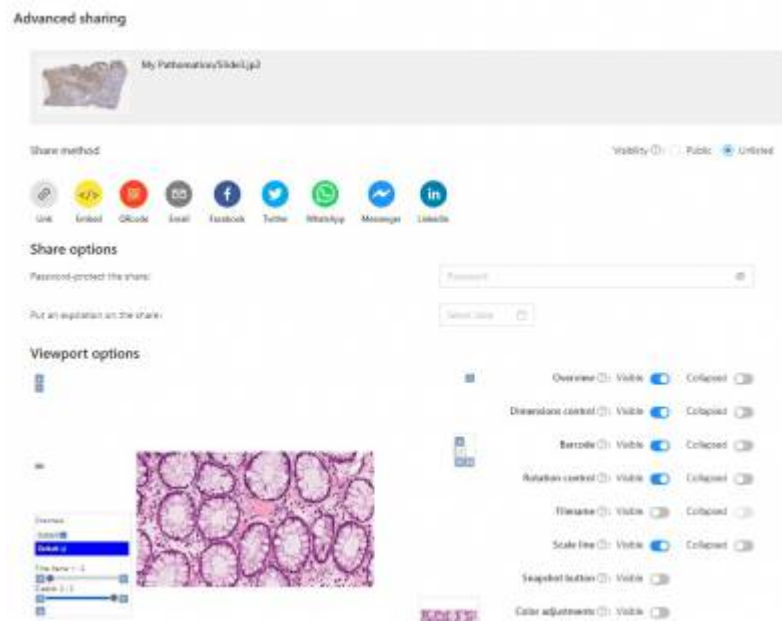 Advanced sharing
My Pathomation/Slide3.jp2
Share method
Visibility Public Unlisted
Link Embed QRcode Email Facebook Twitter WhatsApp Messenger LinkedIn
Share options
Password-protect the share:
Password
Put an expiration on the share:
Select date
Viewport options
Overview Visible Collapsed
Dimensions control Visible Collapsed
Barcode Visible Collapsed
Rotation control Visible Collapsed
Filename Visible Collapsed
Scale line Visible Collapsed
Snapshot button Visible
Color adjustments Visible